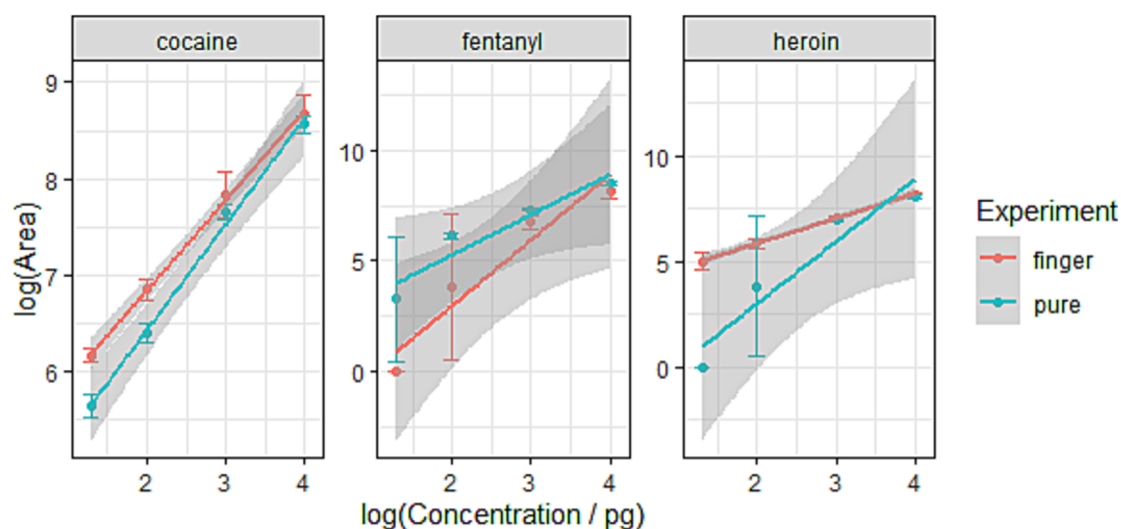 cocaine
fentanyl
heroin
log(Area)
9
8
7
6
10
5
0
10
5
0
2 3 4
2 3 4
2 3 4
log(Concentration / pg)
Experiment
finger
pure